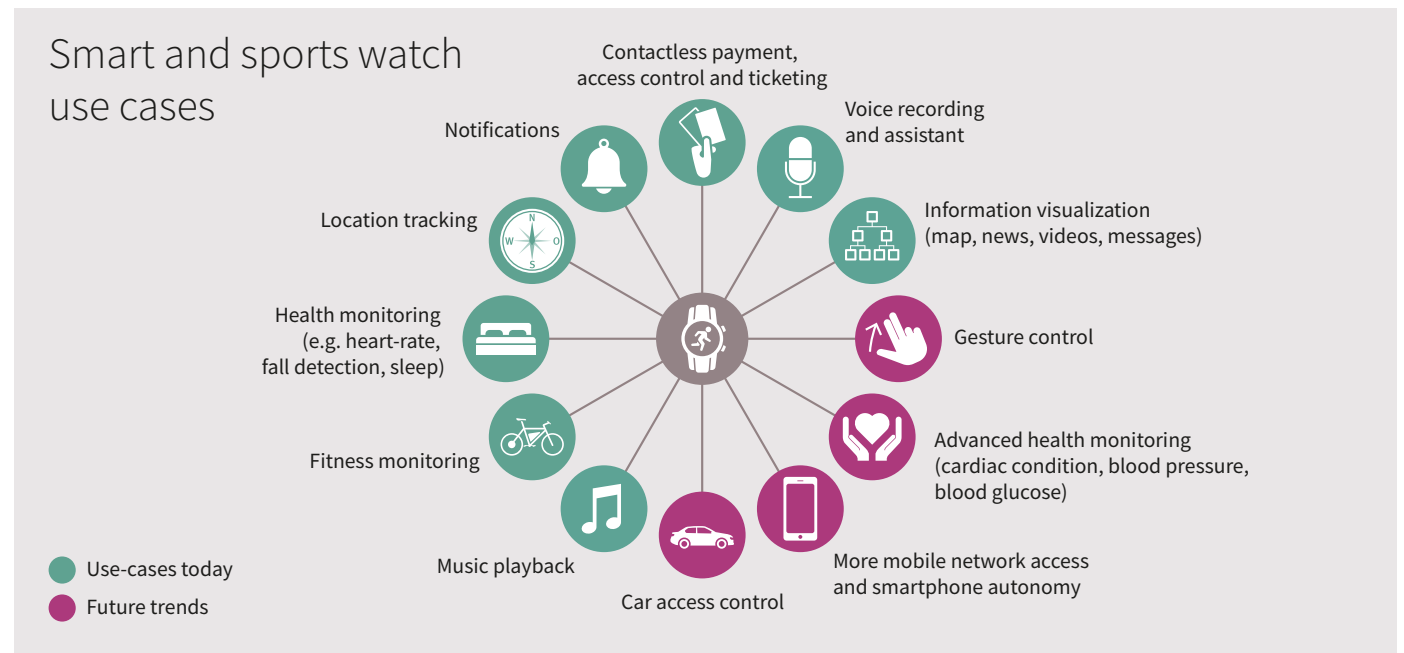 Smart and sports watch
use cases
Contactless payment,
access control and ticketing
Voice recording
and assistant
Information visualization
(map, news, videos, messages)
Gesture control
Advanced health monitoring
(cardiac condition, blood pressure,
blood glucose)
More mobile network access
and smartphone autonomy
Car access control
Music playback
Fitness monitoring
Health monitoring
(e.g. heart-rate,
fall detection, sleep)
Location tracking
N
W O
S
Notifications
Use-cases today
Future trends